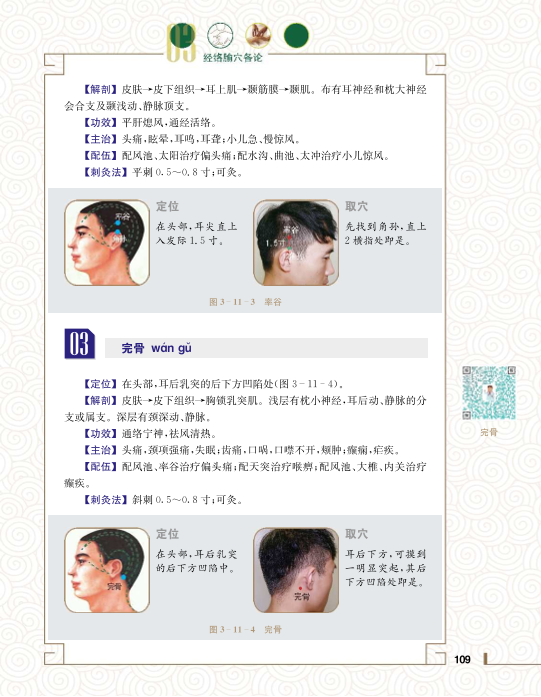 03
经络腧穴各论
【解剖】皮肤→皮下组织→耳上肌→颞筋膜→颞肌。布有耳神经和枕大神经
会合支及颞浅动、静脉顶支。
【功效】平肝熄风,通经活络。
【主治】头痛,眩晕,耳鸣,耳聋;小儿急、慢惊风。
【配伍】配风池、太阳治疗偏头痛;配水沟、曲池、太冲治疗小儿惊风。
【刺灸法】平刺 0.5～0.8 寸;可灸。
率谷
角孙
定位
在头部,耳尖直上
入发际 1.5 寸。
率谷
1.5寸
取穴
先找到角孙,直上
2 横指处即是。
图 3-11-3 率谷
03
完骨 wán gǔ
【定位】在头部,耳后乳突的后下方凹陷处(图 3-11-4)。
【解剖】皮肤→皮下组织→胸锁乳突肌。浅层有枕小神经,耳后动、静脉的分
支或属支。深层有颈深动、静脉。
【功效】通络宁神,祛风清热。
【主治】头痛,颈项强痛,失眠;齿痛,口㖞,口噤不开,颊肿;癫痫,疟疾。
【配伍】配风池、率谷治疗偏头痛;配天突治疗喉痹;配风池、大椎、内关治疗
癫疾。
【刺灸法】斜刺 0.5～0.8 寸;可灸。
完骨
定位
在头部,耳后乳突
的后下方凹陷中。
完骨
取穴
耳后下方,可摸到
一明显突起,其后
下方凹陷处即是。
图 3-11-4 完骨
完骨
109